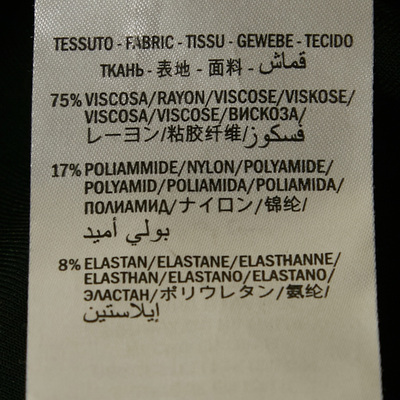 TESSUTO - FABRIC - TISSU - GEWEBE - TECIDO
ТКАНЬ - 表地 - 面料 - قماش
75% VISCOSA/RAYON/VISCOSE/VISKOSE/
VISCOSA/VISCOSE/ВИСКОЗА/
レーヨン/粘胶纤维/فسكوز
17% POLIAMMIDE/NYLON/POLYAMIDE/
POLYAMID/POLIAMIDA/POLIAMIDA/
ПОЛИАМИД/ナイロン/锦纶/
بولي أميد
8% ELASTAN/ELASTANE/ELASTHANNE/
ELASTHAN/ELASTANO/ELASTANO/
ЭЛАСТАН/ポリウレタン/氨纶/
إيلاستين